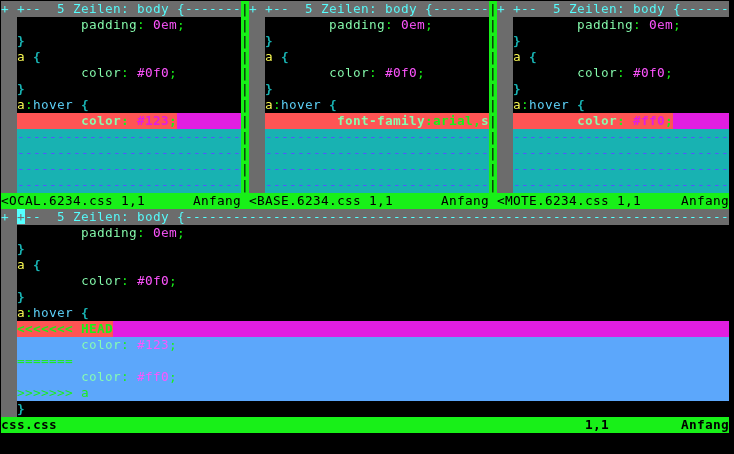 + +--  5 Zeilen: body {-------
        padding: 0em;
}
a {
        color: #0f0;
}
a:hover {
        color: #123;
<OCAL.6234.css 1,1      Anfang
+ +--  5 Zeilen: body {-------
        padding: 0em;
}
a {
        color: #0f0;
}
a:hover {
        font-family:arial,s
<BASE.6234.css 1,1      Anfang
+ +--  5 Zeilen: body {------
        padding: 0em;
}
a {
        color: #0f0;
}
a:hover {
        color: #ff0;
<MOTE.6234.css 1,1     Anfang
+ +--  5 Zeilen: body {--------------------------------------------------------------------
        padding: 0em;
}
a {
        color: #0f0;
}
a:hover {
<<<<<<< HEAD
        color: #123;
=======
        color: #ff0;
>>>>>>> a
}
css.css                                                                  1,1         Anfang